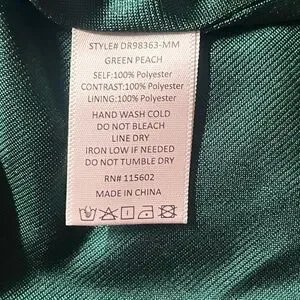 STYLE# DR98363-MM
GREEN PEACH
SELF:100% Polyester
CONTRAST:100% Polyester
LINING:100% Polyester
HAND WASH COLD
DO NOT BLEACH
LINE DRY
IRON LOW IF NEEDED
DO NOT TUMBLE DRY
RN# 115602
MADE IN CHINA